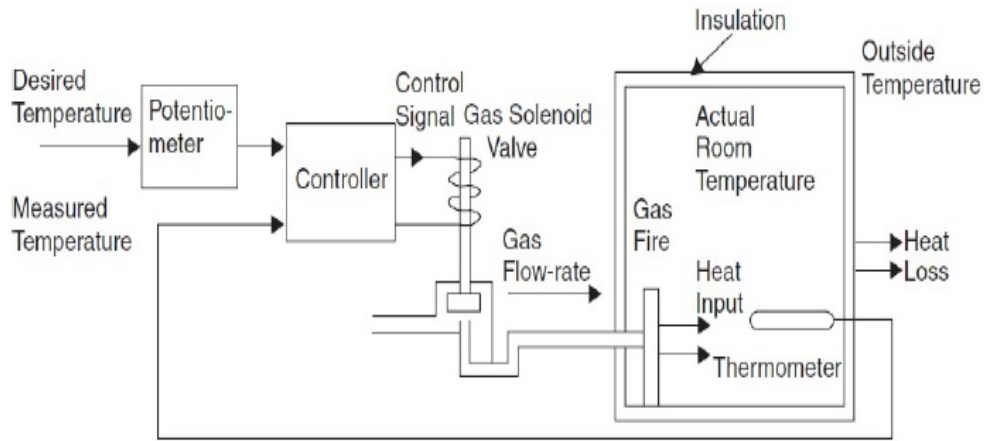 Insulation
Outside
Temperature
Desired
Temperature
Potentio-
meter
Control
Signal
Gas Solenoid
Valve
Controller
Actual
Room
Temperature
Measured
Temperature
Gas
Flow-rate
Gas
Fire
Heat
Input
Heat
Loss
Thermometer